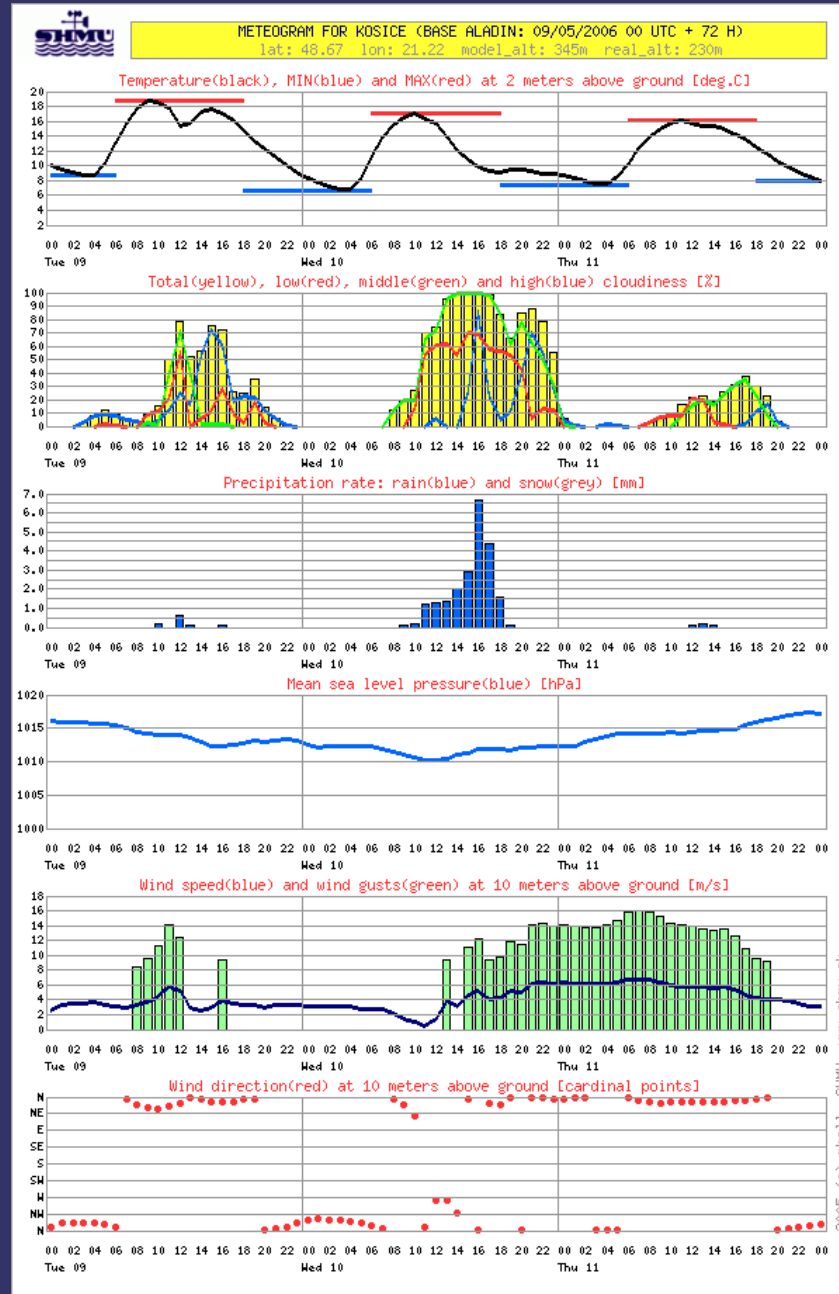 SHMU
METEOGRAM FOR KOSICE (BASE ALADIN: 09/05/2006 00 UTC + 72 H)
lat: 48.67 lon: 21.22 model_alt: 345m real_alt: 230m
Temperature(black), MIN(blue) and MAX(red) at 2 meters above ground [deg.C]
20
18
16
14
12
10
8
6
4
2
00 02 04 06 08 10 12 14 16 18 20 22 00 02 04 06 08 10 12 14 16 18 20 22 00 02 04 06 08 10 12 14 16 18 20 22 00
Tue 09 Wed 10 Thu 11
Total(yellow), low(red), middle(green) and high(blue) cloudiness [%]
100
90
80
70
60
50
40
30
20
10
0
00 02 04 06 08 10 12 14 16 18 20 22 00 02 04 06 08 10 12 14 16 18 20 22 00 02 04 06 08 10 12 14 16 18 20 22 00
Tue 09 Wed 10 Thu 11
Precipitation rate: rain(blue) and snow(grey) [mm]
7.0
6.0
5.0
4.0
3.0
2.0
1.0
0.0
00 02 04 06 08 10 12 14 16 18 20 22 00 02 04 06 08 10 12 14 16 18 20 22 00 02 04 06 08 10 12 14 16 18 20 22 00
Tue 09 Wed 10 Thu 11
Mean sea level pressure(blue) [hPa]
1020
1015
1010
1005
1000
00 02 04 06 08 10 12 14 16 18 20 22 00 02 04 06 08 10 12 14 16 18 20 22 00 02 04 06 08 10 12 14 16 18 20 22 00
Tue 09 Wed 10 Thu 11
Wind speed(blue) and wind gusts(green) at 10 meters above ground [m/s]
18
16
14
12
10
8
6
4
2
0
00 02 04 06 08 10 12 14 16 18 20 22 00 02 04 06 08 10 12 14 16 18 20 22 00 02 04 06 08 10 12 14 16 18 20 22 00
Tue 09 Wed 10 Thu 11
Wind direction(red) at 10 meters above ground [cardinal points]
N
NE
E
SE
S
SW
W
NW
N
00 02 04 06 08 10 12 14 16 18 20 22 00 02 04 06 08 10 12 14 16 18 20 22 00 02 04 06 08 10 12 14 16 18 20 22 00
Tue 09 Wed 10 Thu 11